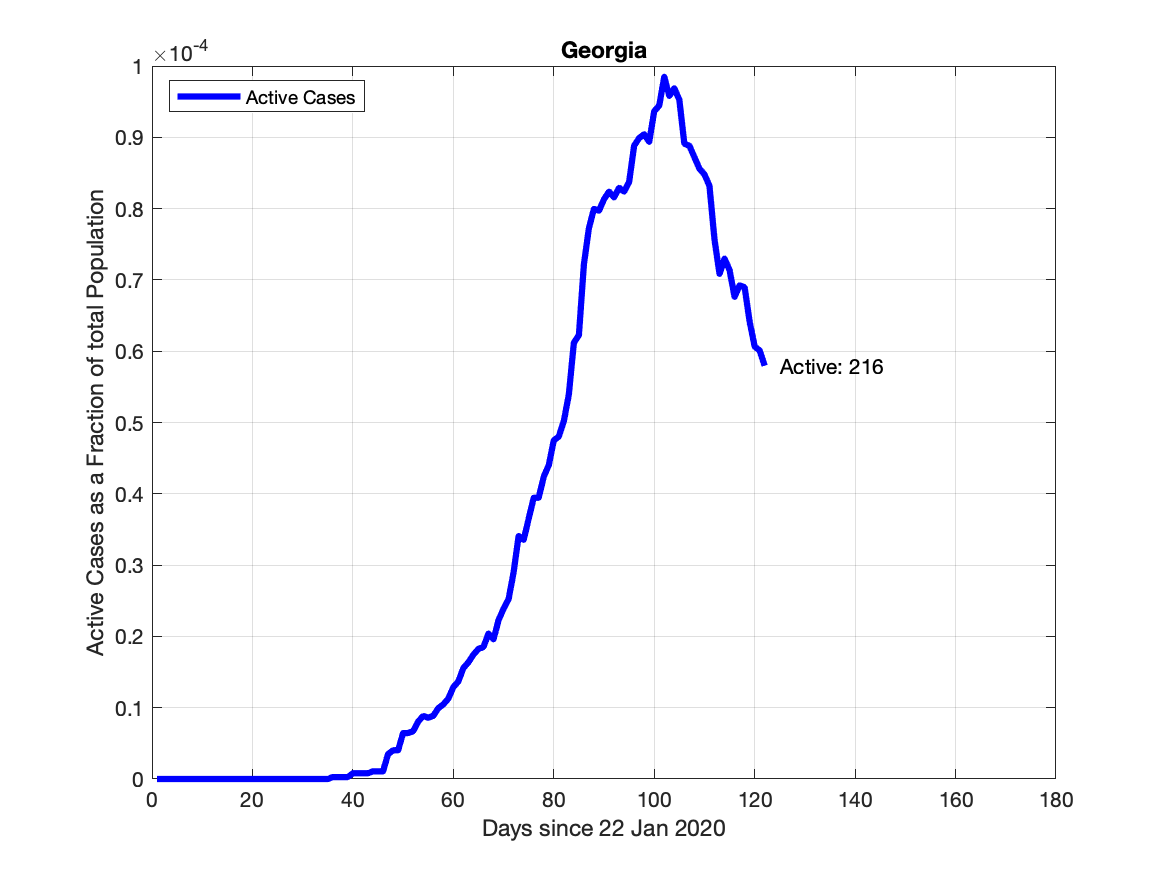 Georgia
×10-4
Active Cases
Active Cases as a Fraction of total Population
1
0.9
0.8
0.7
0.6
0.5
0.4
0.3
0.2
0.1
0
Active: 216
0 20 40 60 80 100 120 140 160 180
Days since 22 Jan 2020